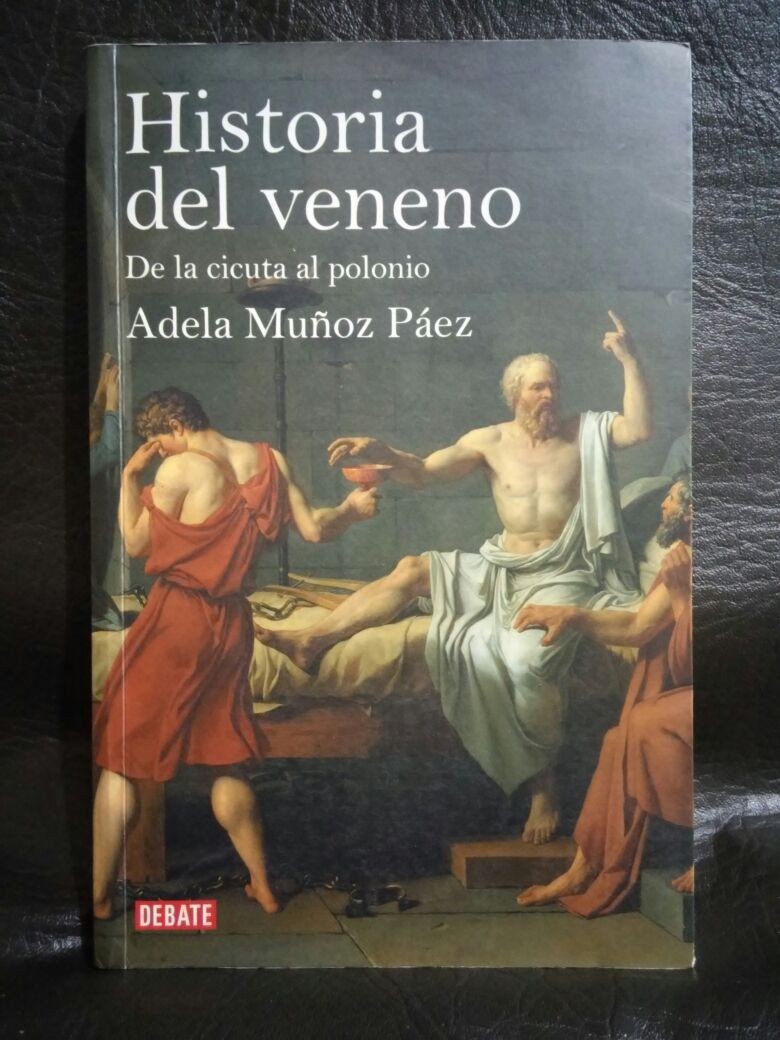 Historia
del veneno
De la cicuta al polonio
Adela Muñoz Páez
DEBATE